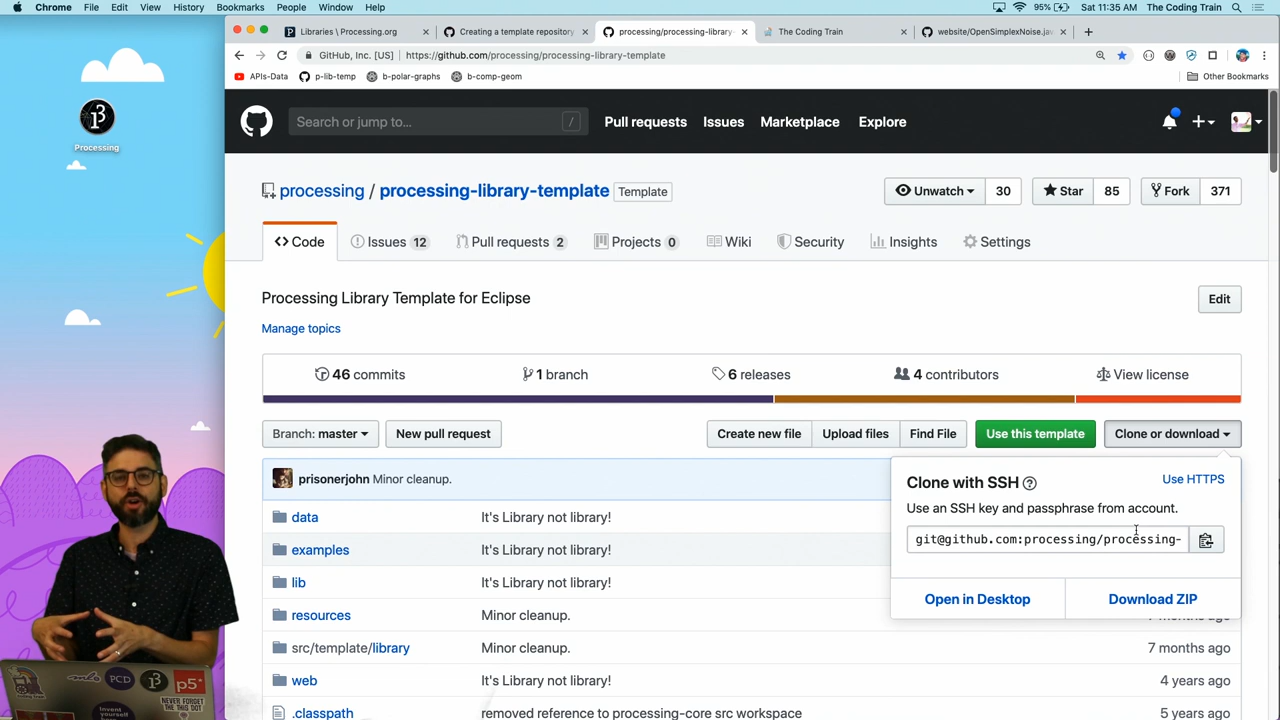 Chrome File Edit View History Bookmarks People Window Help 95% Sat 11:35 AM The Coding Train
Libraries \ Processing.org × Creating a template repository × processing/processing-library- × The Coding Train × website/OpenSimplexNoise.jav × +
GitHub, Inc. [US] | https://github.com/processing/processing-library-template
APIs-Data p-lib-temp b-polar-graphs b-comp-geom Other Bookmarks
Processing
Search or jump to… / Pull requests Issues Marketplace Explore
processing / processing-library-template Template Unwatch 30 Star 85 Fork 371
Code Issues 12 Pull requests 2 Projects 0 Wiki Security Insights Settings
Processing Library Template for Eclipse Edit
Manage topics
46 commits 1 branch 6 releases 4 contributors View license
Branch: master New pull request Create new file Upload files Find File Use this template Clone or download
prisonerjohn Minor cleanup.
Clone with SSH ? Use HTTPS
Use an SSH key and passphrase from account.
git@github.com:processing/processing-
Open in Desktop Download ZIP
data It's Library not library!
examples It's Library not library!
lib It's Library not library!
resources Minor cleanup.
src/template/library Minor cleanup. 7 months ago
web It's Library not library! 4 years ago
.classpath removed reference to processing-core src workspace 5 years ago
PCD
p5*
NEVER FORGET
THE THIS DOT
Invent
yourself